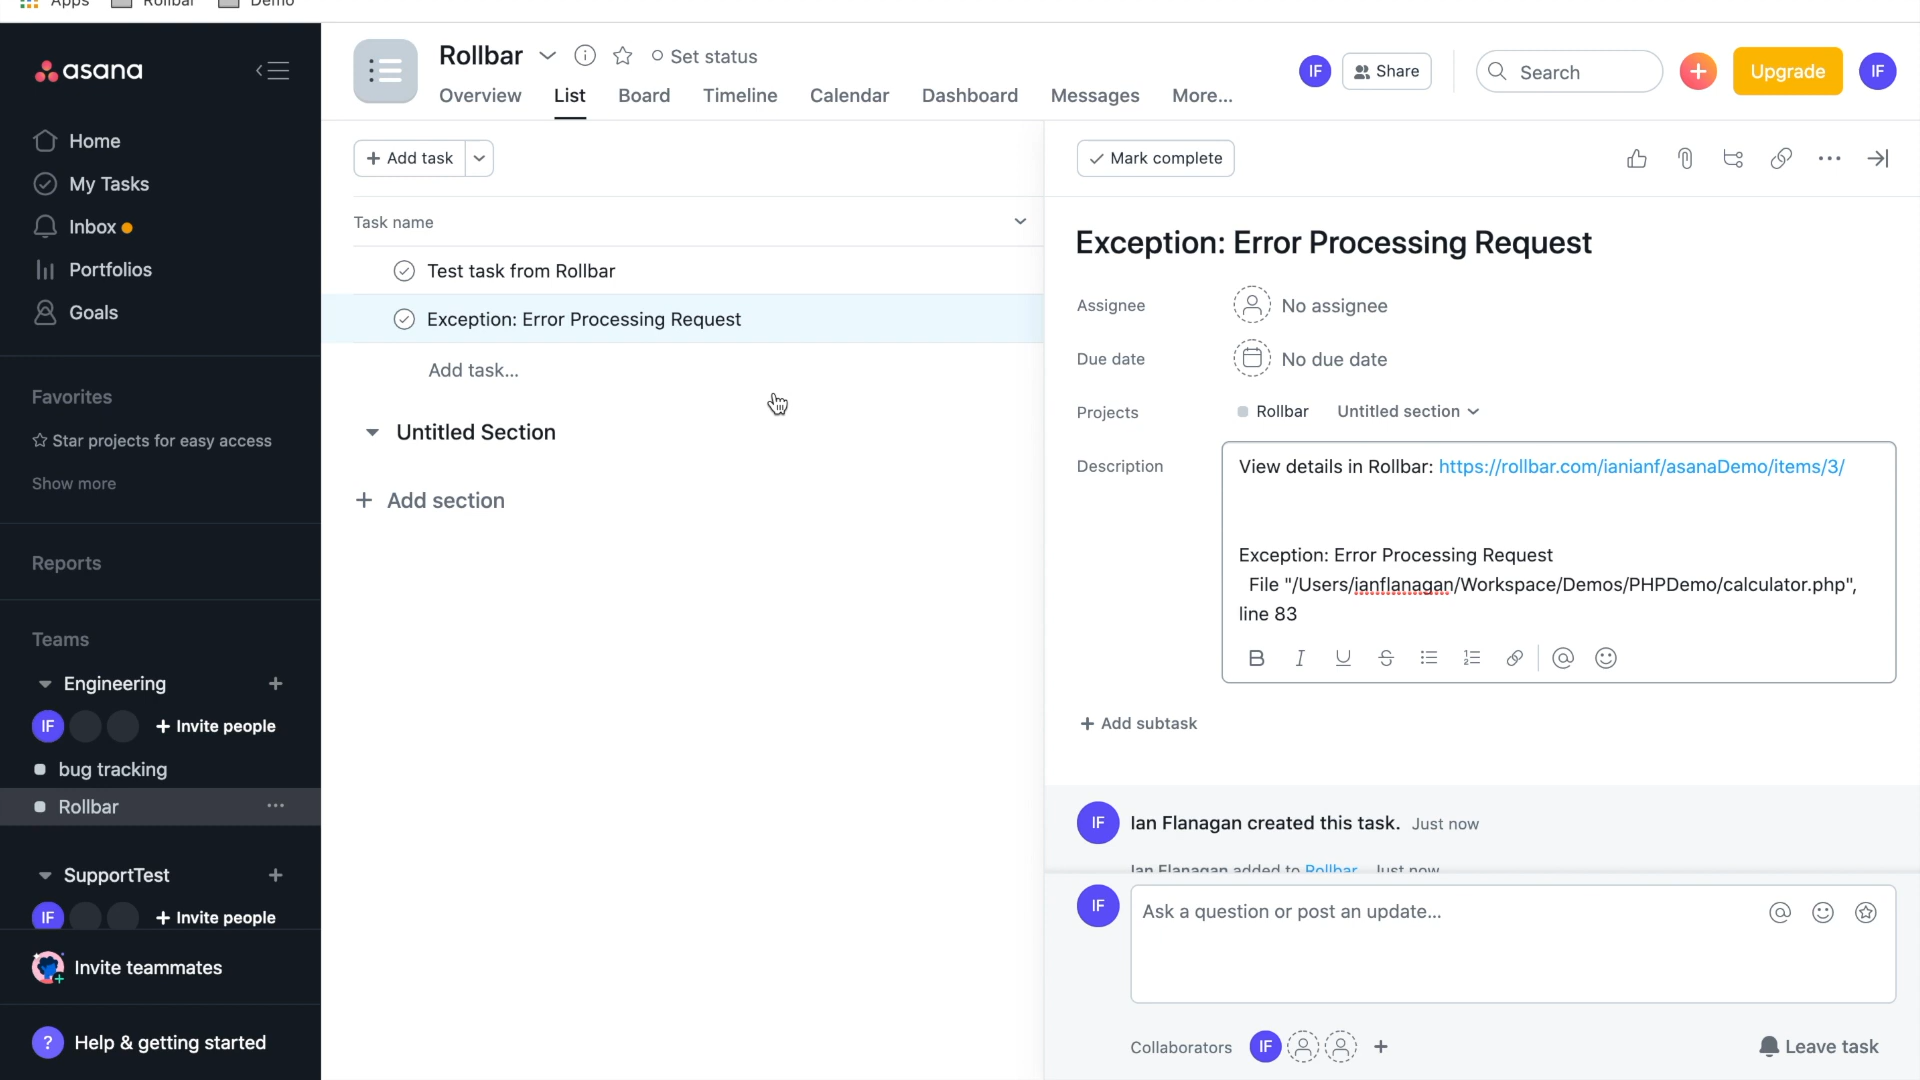 Apps Rollbar Demo
asana
Home
My Tasks
Inbox
Portfolios
Goals
Favorites
Star projects for easy access
Show more
Reports
Teams
Engineering +
IF + Invite people
bug tracking
Rollbar ...
SupportTest +
IF + Invite people
Invite teammates
? Help & getting started
Rollbar Set status
Overview List Board Timeline Calendar Dashboard Messages More...
IF Share Search + Upgrade IF
+ Add task
Task name
Test task from Rollbar
Exception: Error Processing Request
Add task...
Untitled Section
+ Add section
Mark complete
Exception: Error Processing Request
Assignee No assignee
Due date No due date
Projects Rollbar Untitled section
Description View details in Rollbar: https://rollbar.com/ianianf/asanaDemo/items/3/
Exception: Error Processing Request
File "/Users/ianflanagan/Workspace/Demos/PHPDemo/calculator.php",
line 83
B I U S @
+ Add subtask
IF Ian Flanagan created this task. Just now
Ian Flanagan added to Rollbar Just now
IF Ask a question or post an update... @
Collaborators IF + Leave task